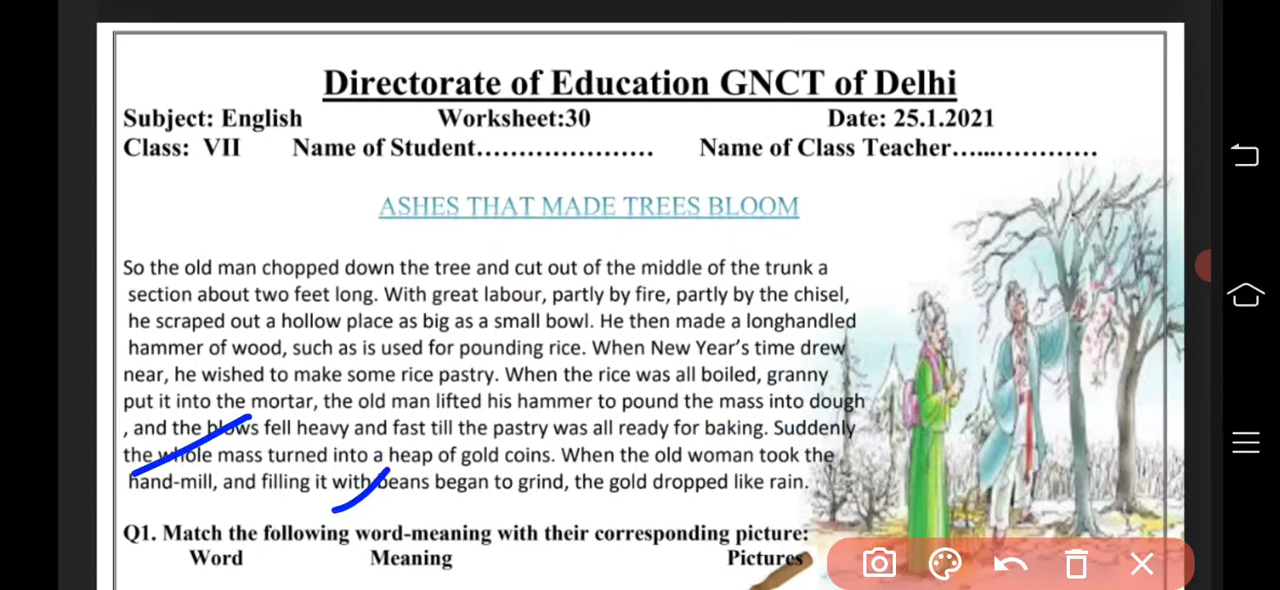 Directorate of Education GNCT of Delhi
Subject: English Worksheet:30 Date: 25.1.2021
Class: VII Name of Student………………… Name of Class Teacher…...…………
ASHES THAT MADE TREES BLOOM
So the old man chopped down the tree and cut out of the middle of the trunk a
section about two feet long. With great labour, partly by fire, partly by the chisel,
he scraped out a hollow place as big as a small bowl. He then made a longhandled
hammer of wood, such as is used for pounding rice. When New Year’s time drew
near, he wished to make some rice pastry. When the rice was all boiled, granny
put it into the mortar, the old man lifted his hammer to pound the mass into dough
, and the blows fell heavy and fast till the pastry was all ready for baking. Suddenly
the whole mass turned into a heap of gold coins. When the old woman took the
hand-mill, and filling it with beans began to grind, the gold dropped like rain.
Q1. Match the following word-meaning with their corresponding picture:
Word Meaning Pictures